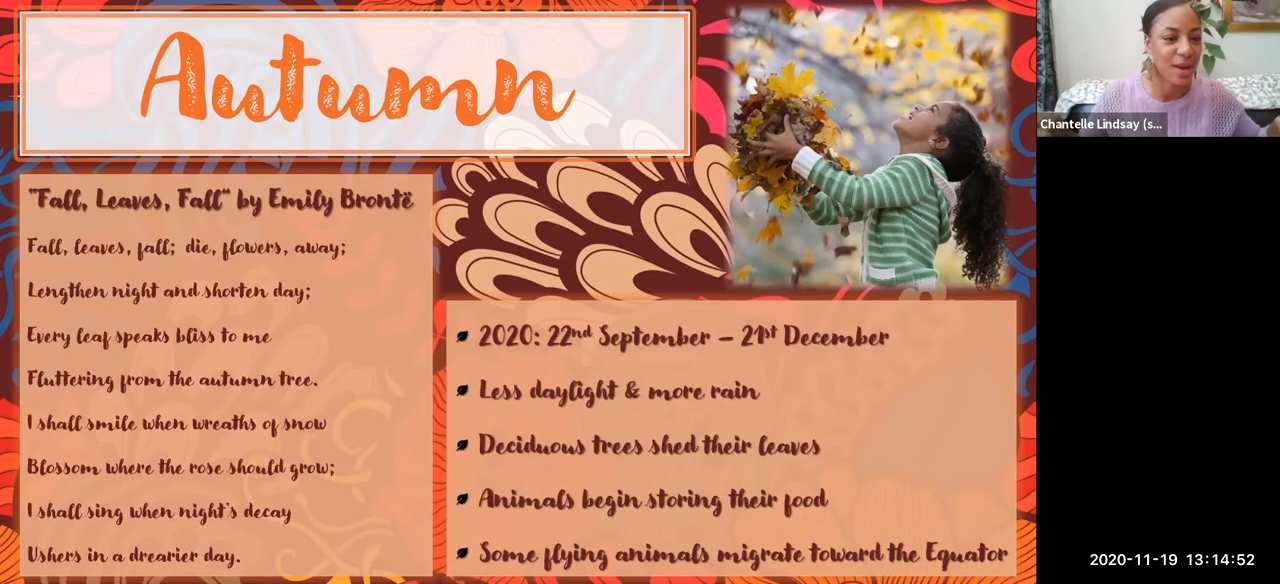 Autumn
"Fall, Leaves, Fall" by Emily Brontë
Fall, leaves, fall; die, flowers, away;
Lengthen night and shorten day;
Every leaf speaks bliss to me
Fluttering from the autumn tree.
I shall smile when wreaths of snow
Blossom where the rose should grow;
I shall sing when night's decay
Ushers in a drearier day.
2020: 22nd September – 21st December
Less daylight & more rain
Deciduous trees shed their leaves
Animals begin storing their food
Some flying animals migrate toward the Equator
Chantelle Lindsay (s...
2020-11-19 13:14:52